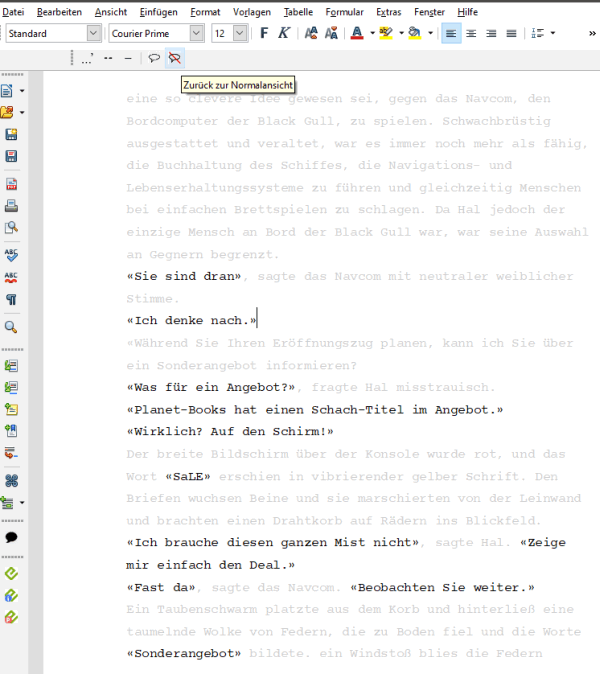 Datei Bearbeiten Ansicht Einfügen Format Vorlagen Tabelle Formular Extras Fenster Hilfe
Standard Courier Prime 12 F K A »
...’ -- –
Zurück zur Normalansicht
eine so clevere Idee gewesen sei, gegen das Navcom, den
Bordcomputer der Black Gull, zu spielen. Schwachbrüstig
ausgestattet und veraltet, war es immer noch mehr als fähig,
die Buchhaltung des Schiffes, die Navigations- und
Lebenserhaltungssysteme zu führen und gleichzeitig Menschen
bei einfachen Brettspielen zu schlagen. Da Hal jedoch der
einzige Mensch an Bord der Black Gull war, war seine Auswahl
an Gegnern begrenzt.
«Sie sind dran», sagte das Navcom mit neutraler weiblicher
Stimme.
«Ich denke nach.»
«Während Sie Ihren Eröffnungszug planen, kann ich Sie über
ein Sonderangebot informieren?
«Was für ein Angebot?», fragte Hal misstrauisch.
«Planet-Books hat einen Schach-Titel im Angebot.»
«Wirklich? Auf den Schirm!»
Der breite Bildschirm über der Konsole wurde rot, und das
Wort «SaLE» erschien in vibrierender gelber Schrift. Den
Briefen wuchsen Beine und sie marschierten von der Leinwand
und brachten einen Drahtkorb auf Rädern ins Blickfeld.
«Ich brauche diesen ganzen Mist nicht», sagte Hal. «Zeige
mir einfach den Deal.»
«Fast da», sagte das Navcom. «Beobachten Sie weiter.»
Ein Taubenschwarm platzte aus dem Korb und hinterließ eine
taumelnde Wolke von Federn, die zu Boden fiel und die Worte
«Sonderangebot» bildete. ein Windstoß blies die Federn